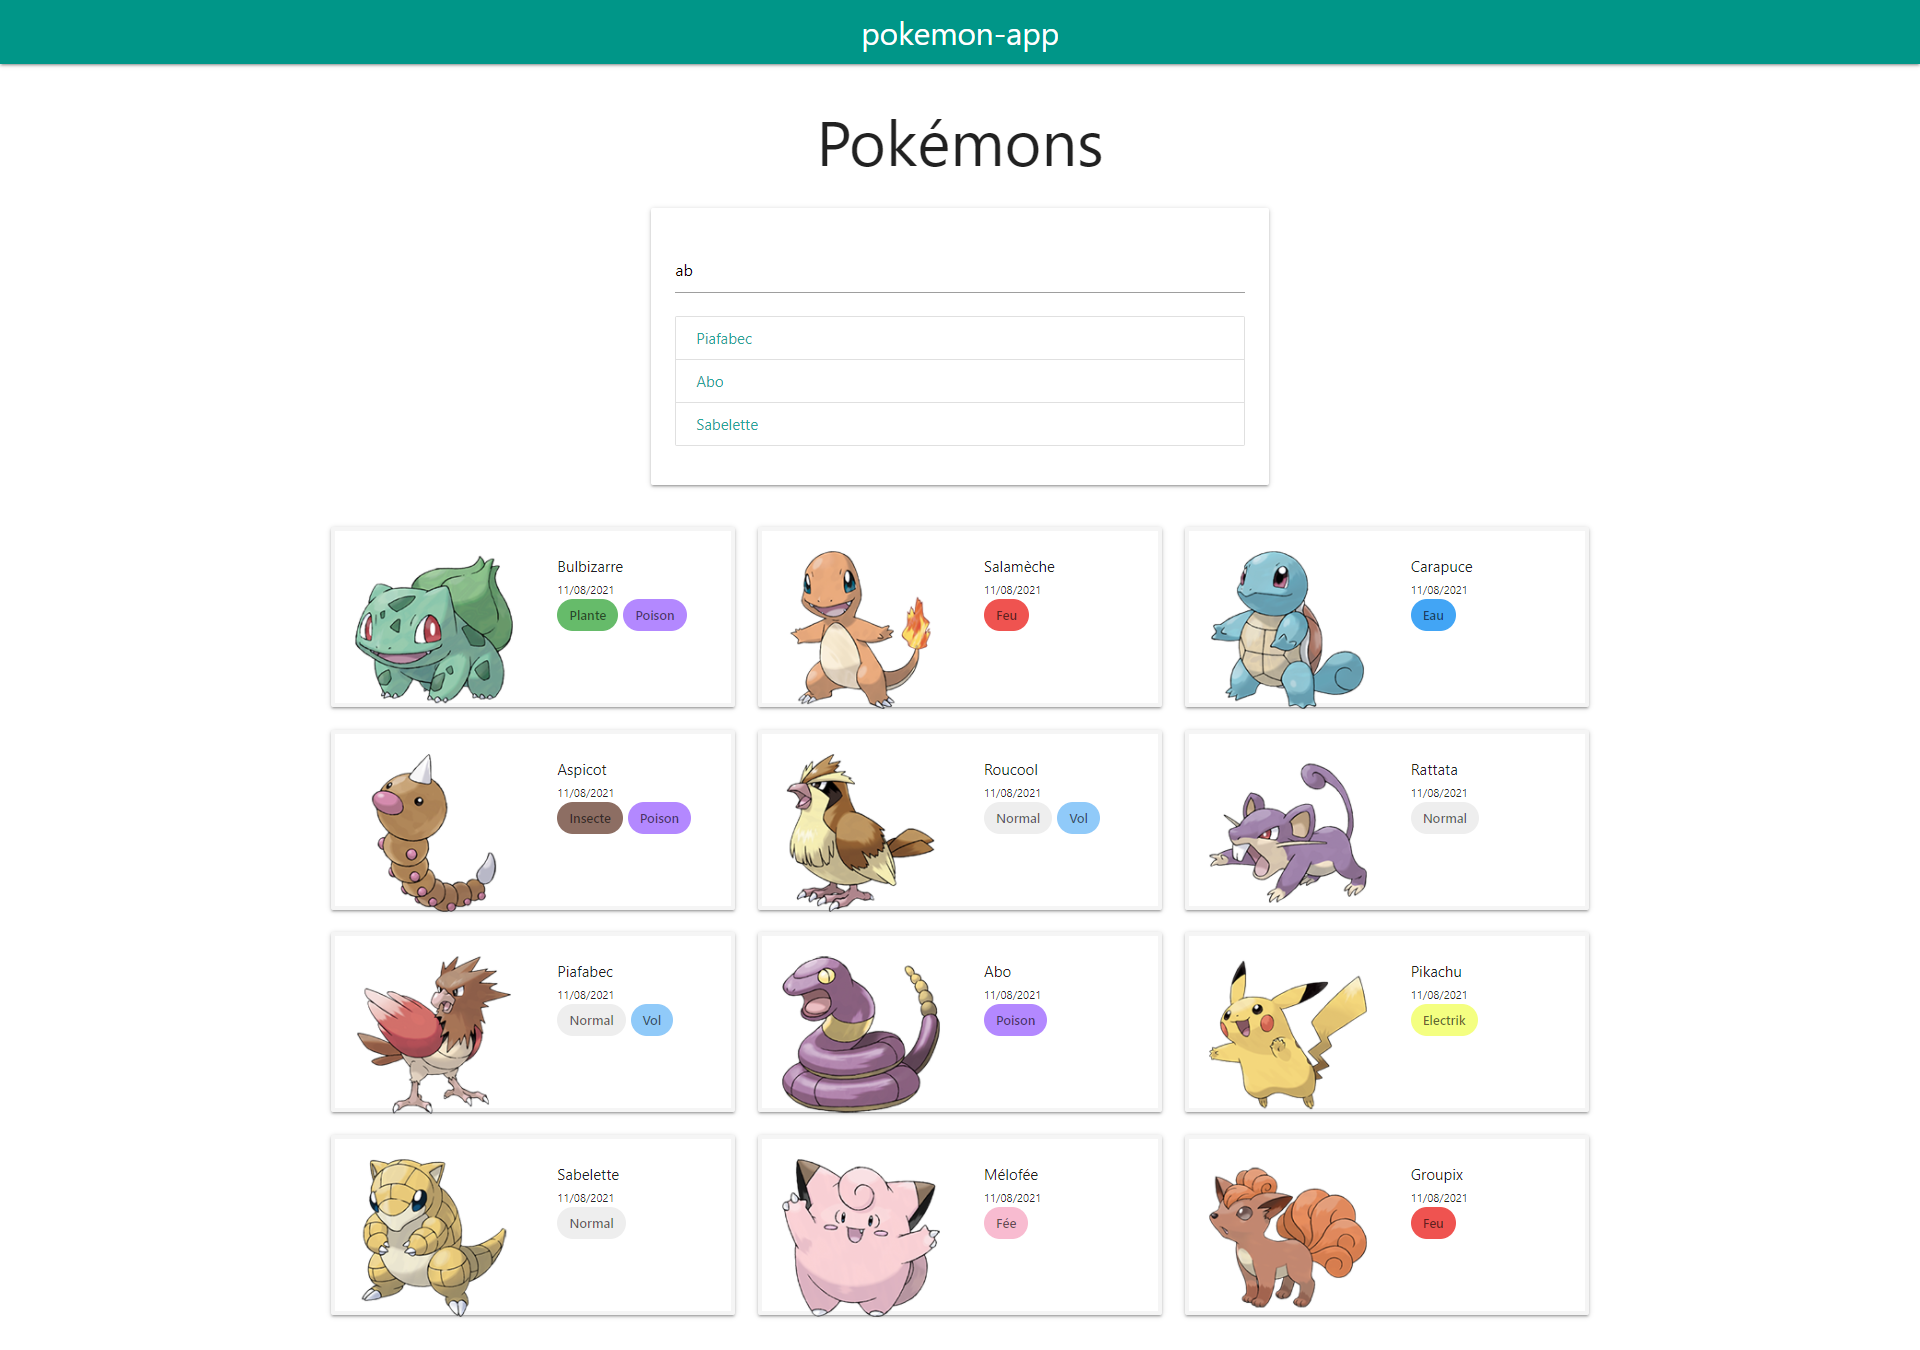 pokemon-app
Pokémons
ab
Piafabec
Abo
Sabelette
Bulbizarre
11/08/2021
Plante Poison
Salamèche
11/08/2021
Feu
Carapuce
11/08/2021
Eau
Aspicot
11/08/2021
Insecte Poison
Roucool
11/08/2021
Normal Vol
Rattata
11/08/2021
Normal
Piafabec
11/08/2021
Normal Vol
Abo
11/08/2021
Poison
Pikachu
11/08/2021
Electrik
Sabelette
11/08/2021
Normal
Mélofée
11/08/2021
Fée
Groupix
11/08/2021
Feu